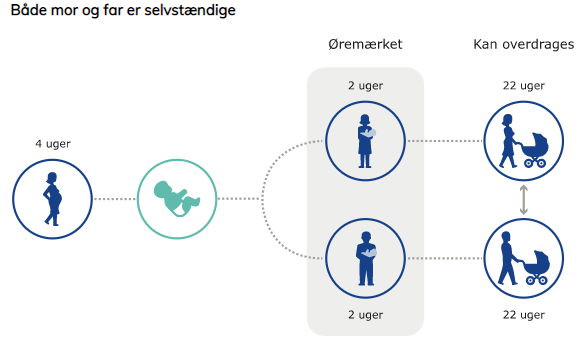 Både mor og far er selvstændige
Øremærket
Kan overdrages
2 uger
22 uger
4 uger
2 uger
22 uger